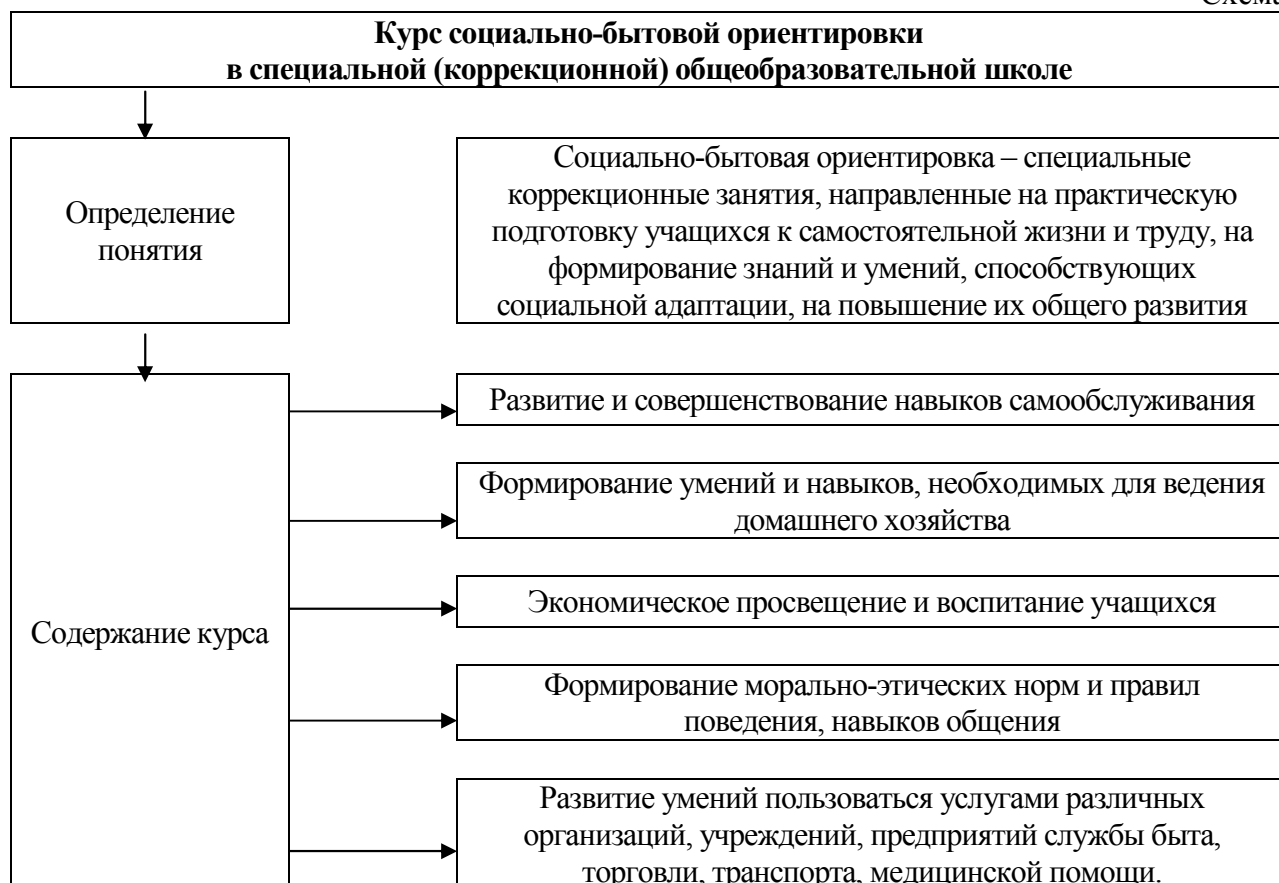 Схема
Курс социально-бытовой ориентировки
в специальной (коррекционной) общеобразовательной школе
Определение
понятия
Социально-бытовая ориентировка – специальные
коррекционные занятия, направленные на практическую
подготовку учащихся к самостоятельной жизни и труду, на
формирование знаний и умений, способствующих
социальной адаптации, на повышение их общего развития
Содержание курса
Развитие и совершенствование навыков самообслуживания
Формирование умений и навыков, необходимых для ведения
домашнего хозяйства
Экономическое просвещение и воспитание учащихся
Формирование морально-этических норм и правил
поведения, навыков общения
Развитие умений пользоваться услугами различных
организаций, учреждений, предприятий службы быта,
торговли, транспорта, медицинской помощи.